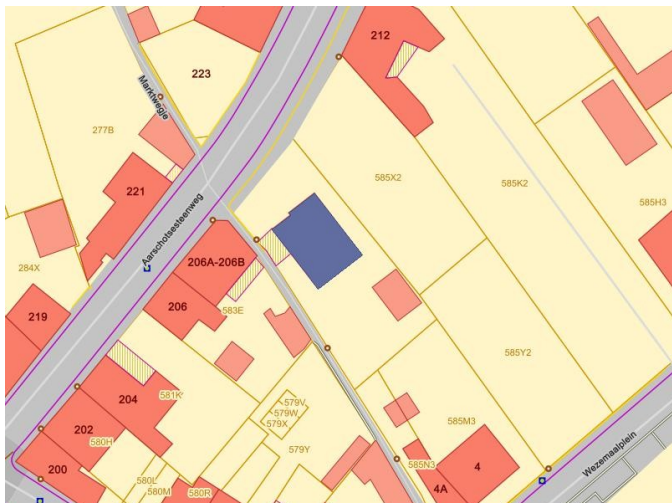 212
223
Marktwegje
277B
585X2
585K2
585H3
221
Aarschotsesteenweg
206A-206B
284X
206
583E
219
585Y2
204
581K
579V
579W
579X
585M3
202
580H
579Y
Wezemaalplein
200
580L
580M
580R
585N3
4
4A